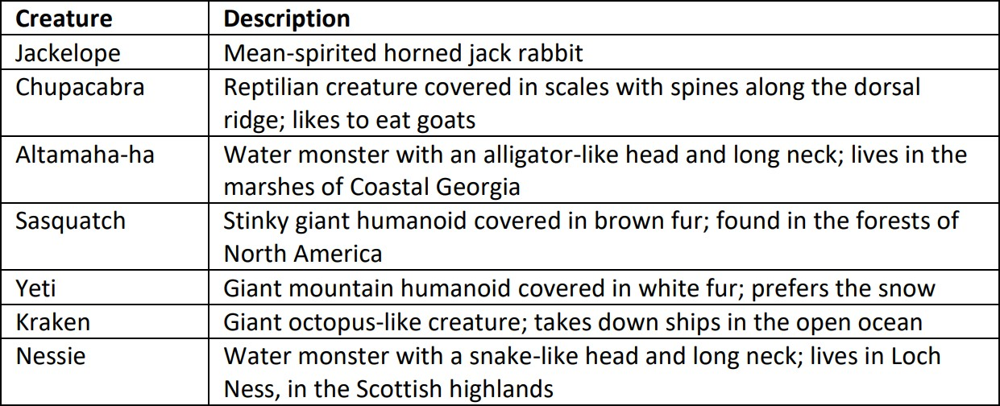 Creature Description
Jackelope Mean-spirited horned jack rabbit
Chupacabra Reptilian creature covered in scales with spines along the dorsal
ridge; likes to eat goats
Altamaha-ha Water monster with an alligator-like head and long neck; lives in the
marshes of Coastal Georgia
Sasquatch Stinky giant humanoid covered in brown fur; found in the forests of
North America
Yeti Giant mountain humanoid covered in white fur; prefers the snow
Kraken Giant octopus-like creature; takes down ships in the open ocean
Nessie Water monster with a snake-like head and long neck; lives in Loch
Ness, in the Scottish highlands